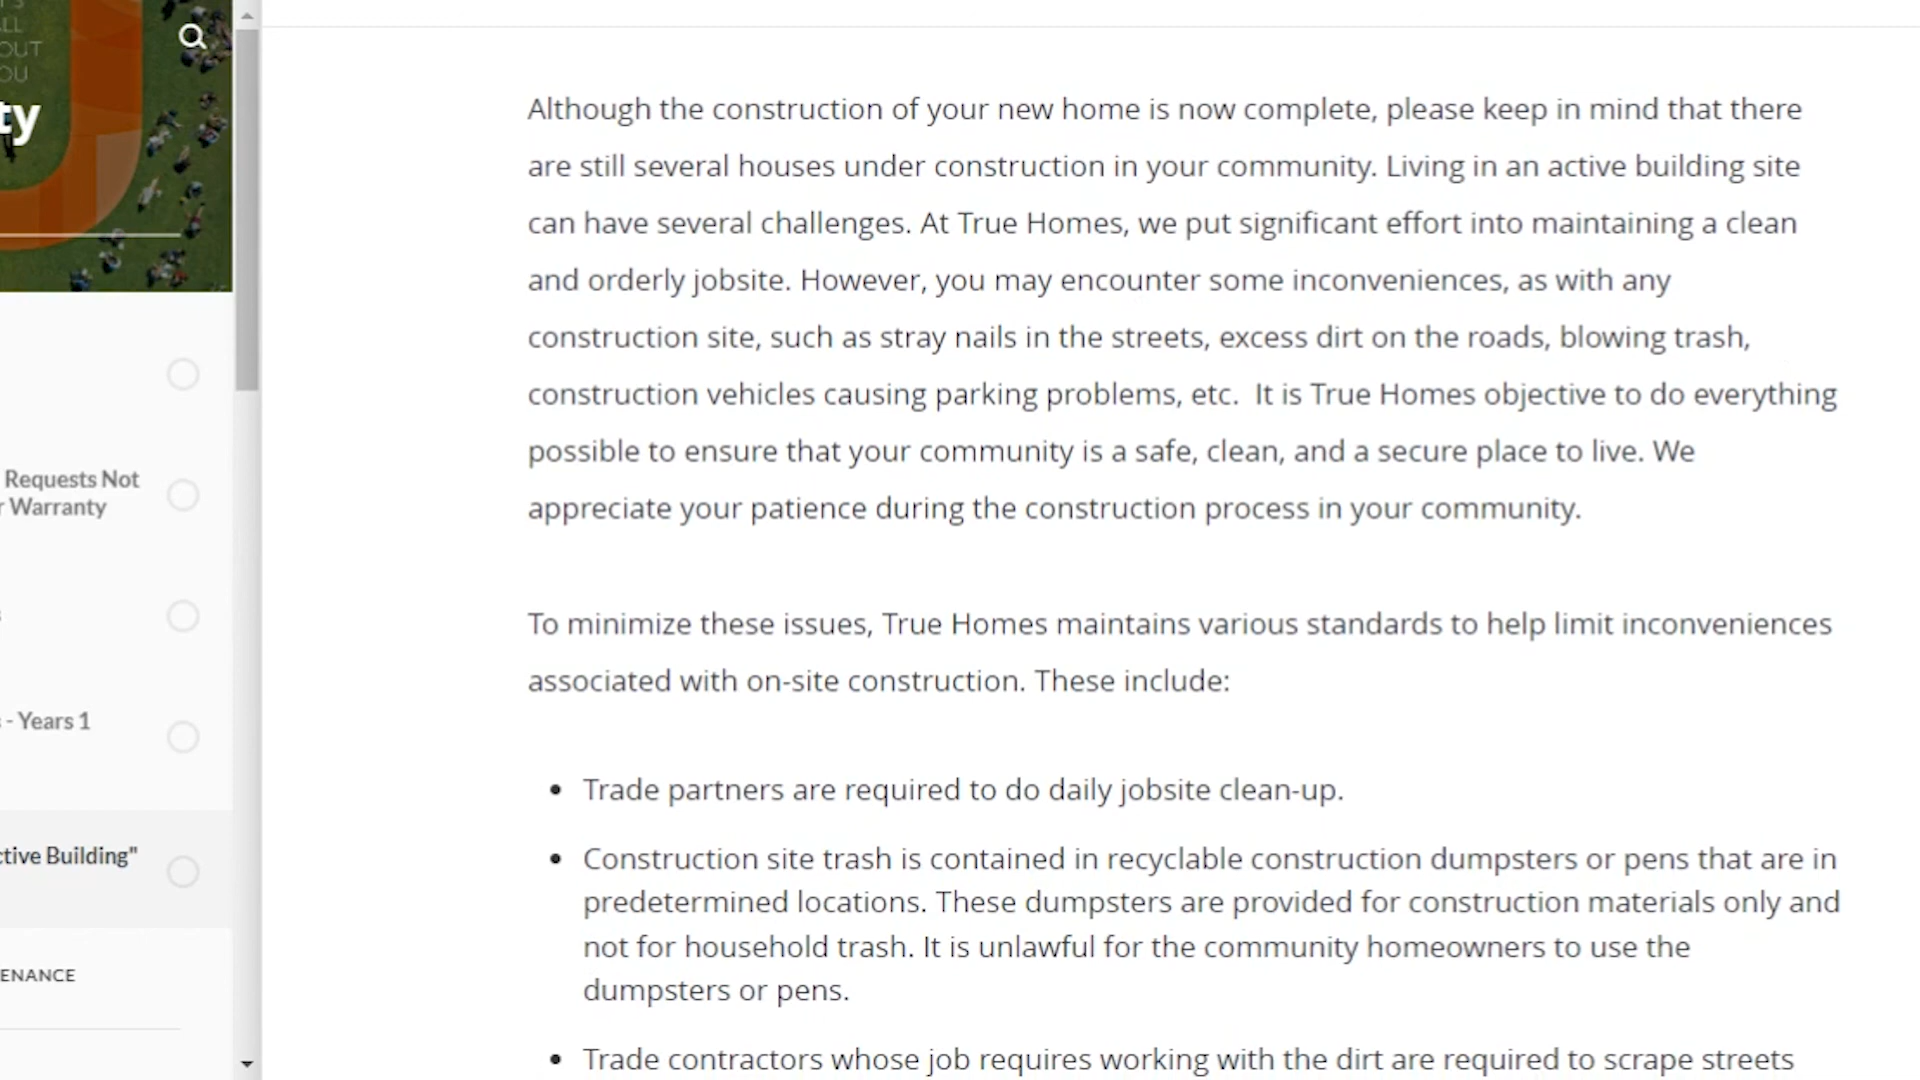 ALL
OUT
OU
ty
Requests Not
Warranty
- Years 1
ctive Building"
ENANCE
Although the construction of your new home is now complete, please keep in mind that there
are still several houses under construction in your community. Living in an active building site
can have several challenges. At True Homes, we put significant effort into maintaining a clean
and orderly jobsite. However, you may encounter some inconveniences, as with any
construction site, such as stray nails in the streets, excess dirt on the roads, blowing trash,
construction vehicles causing parking problems, etc.  It is True Homes objective to do everything
possible to ensure that your community is a safe, clean, and a secure place to live. We
appreciate your patience during the construction process in your community.
To minimize these issues, True Homes maintains various standards to help limit inconveniences
associated with on-site construction. These include:
• Trade partners are required to do daily jobsite clean-up.
• Construction site trash is contained in recyclable construction dumpsters or pens that are in
predetermined locations. These dumpsters are provided for construction materials only and
not for household trash. It is unlawful for the community homeowners to use the
dumpsters or pens.
• Trade contractors whose job requires working with the dirt are required to scrape streets